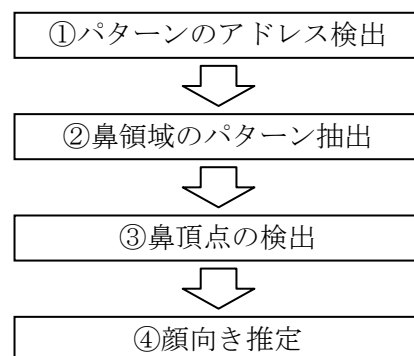 ①パターンのアドレス検出
②鼻領域のパターン抽出
③鼻頂点の検出
④顔向き推定